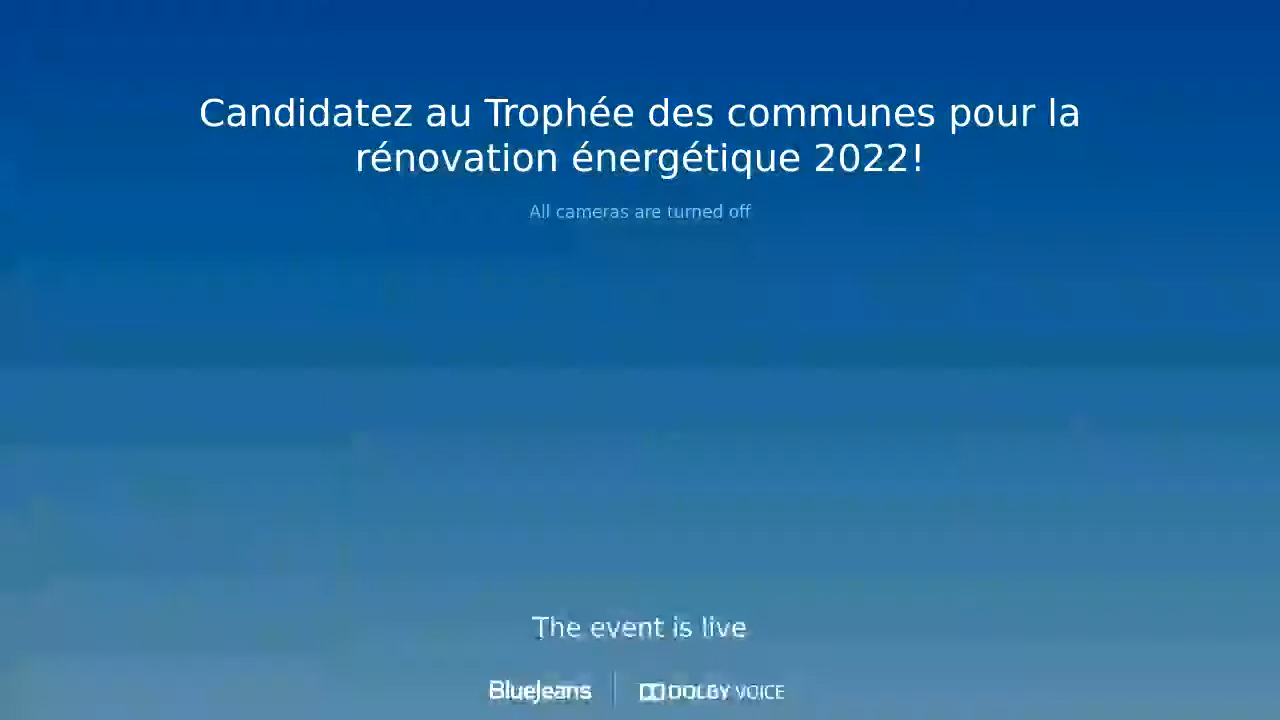 Candidatez au Trophée des communes pour la
rénovation énergétique 2022!
All cameras are turned off
The event is live
BlueJeans
DOLBY VOICE